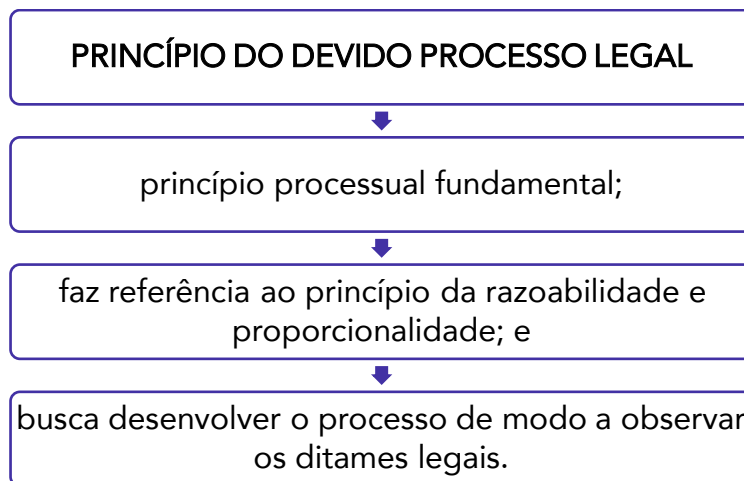 PRINCÍPIO DO DEVIDO PROCESSO LEGAL
princípio processual fundamental;
faz referência ao princípio da razoabilidade e
proporcionalidade; e
busca desenvolver o processo de modo a observar
os ditames legais.